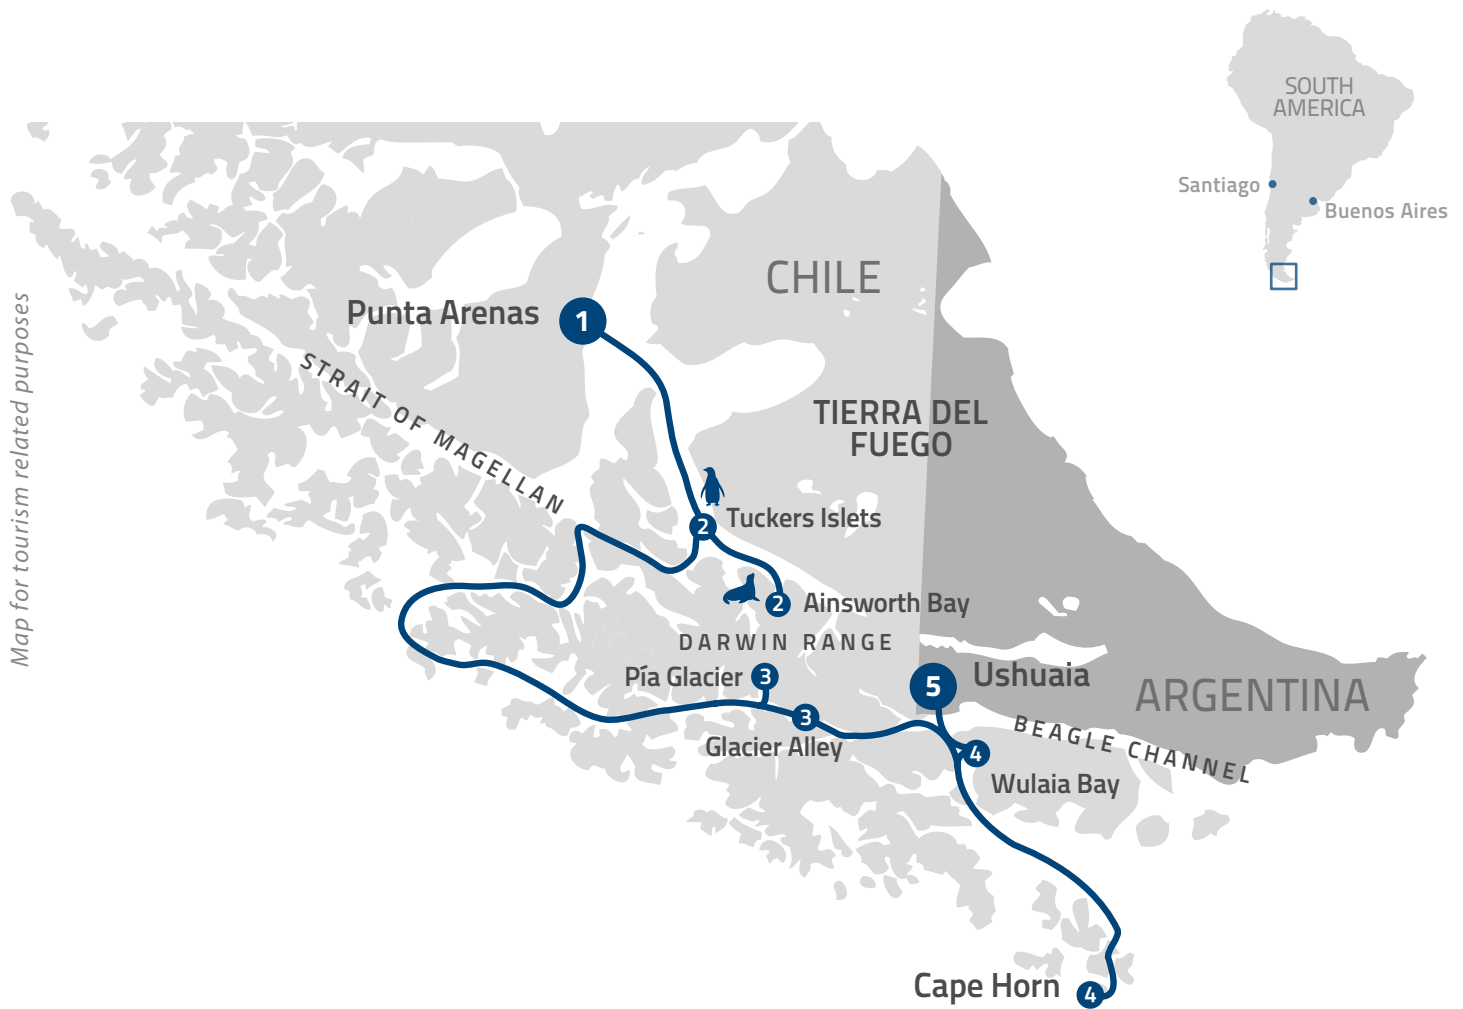 SOUTH
AMERICA
Santiago
Buenos Aires
CHILE
Punta Arenas
1
STRAIT OF MAGELLAN
TIERRA DEL
FUEGO
2
Tuckers Islets
2
Ainsworth Bay
DARWIN RANGE
Pía Glacier
3
3
Glacier Alley
5
Ushuaia
ARGENTINA
BEAGLE CHANNEL
4
Wulaia Bay
Cape Horn
4
Map for tourism related purposes